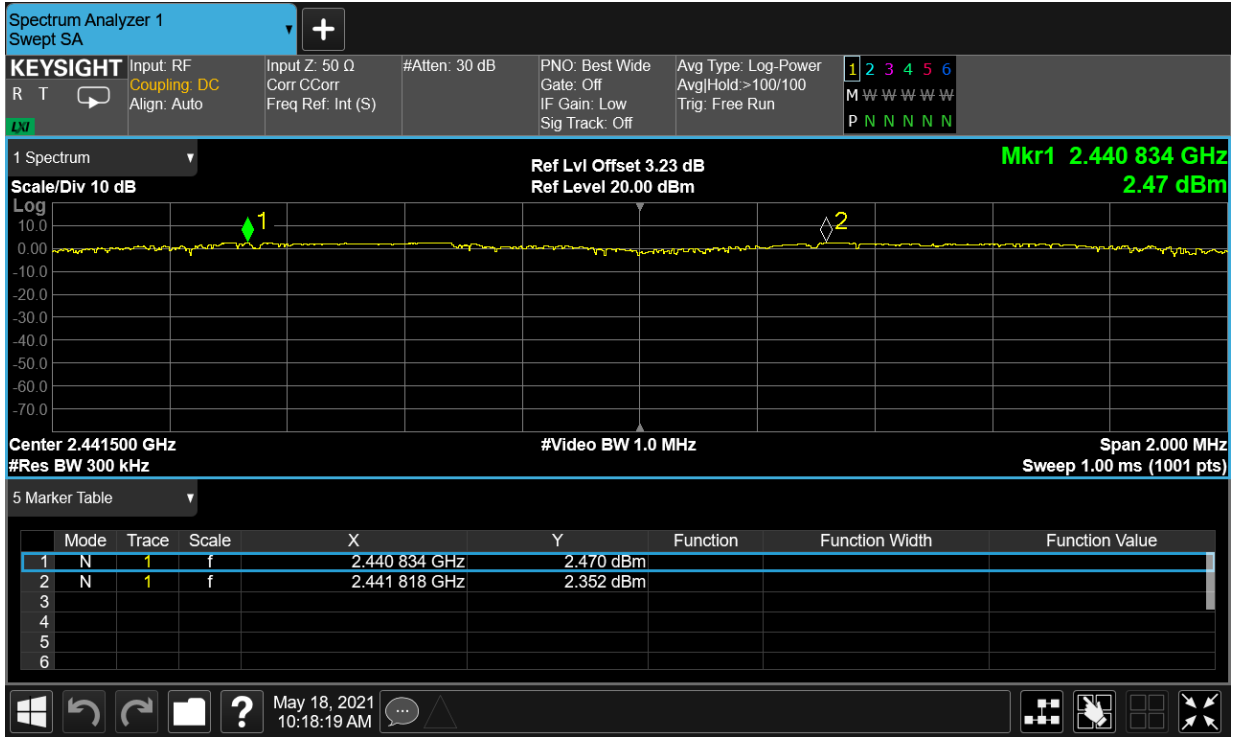 Spectrum Analyzer 1
Swept SA
KEYSIGHT
R T
LXI
Input: RF
Coupling: DC
Align: Auto
Input Z: 50 Ω
Corr CCorr
Freq Ref: Int (S)
#Atten: 30 dB
PNO: Best Wide
Gate: Off
IF Gain: Low
Sig Track: Off
Avg Type: Log-Power
Avg|Hold:>100/100
Trig: Free Run
1 2 3 4 5 6
M W W W W W
P N N N N N
1 Spectrum
Scale/Div 10 dB
Ref Lvl Offset 3.23 dB
Ref Level 20.00 dBm
Mkr1 2.440 834 GHz
2.47 dBm
Log
10.0
0.00
-10.0
-20.0
-30.0
-40.0
-50.0
-60.0
-70.0
1
2
Center 2.441500 GHz
#Res BW 300 kHz
#Video BW 1.0 MHz
Span 2.000 MHz
Sweep 1.00 ms (1001 pts)
5 Marker Table
Mode Trace Scale X Y Function Function Width Function Value
1 N 1 f 2.440 834 GHz 2.470 dBm
2 N 1 f 2.441 818 GHz 2.352 dBm
3
4
5
6
?
May 18, 2021
10:18:19 AM